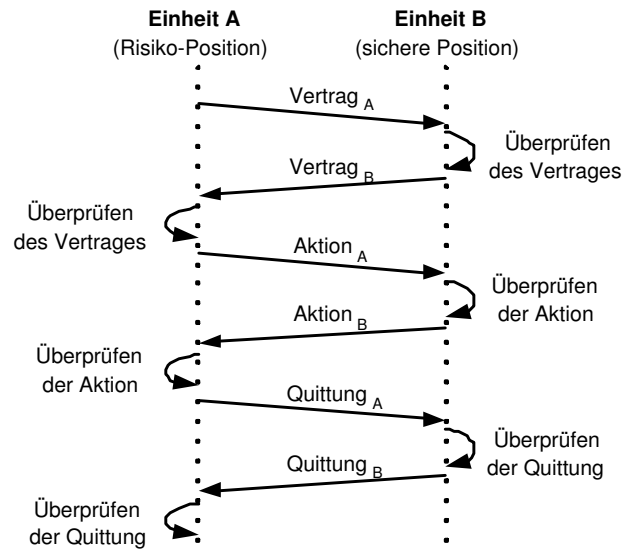 Einheit A Einheit B
(Risiko-Position) (sichere Position)
Vertrag A
Überprüfen
des Vertrages
Vertrag B
Überprüfen
des Vertrages
Aktion A
Überprüfen
der Aktion
Aktion B
Überprüfen
der Aktion
Quittung A
Überprüfen
der Quittung
Quittung B
Überprüfen
der Quittung